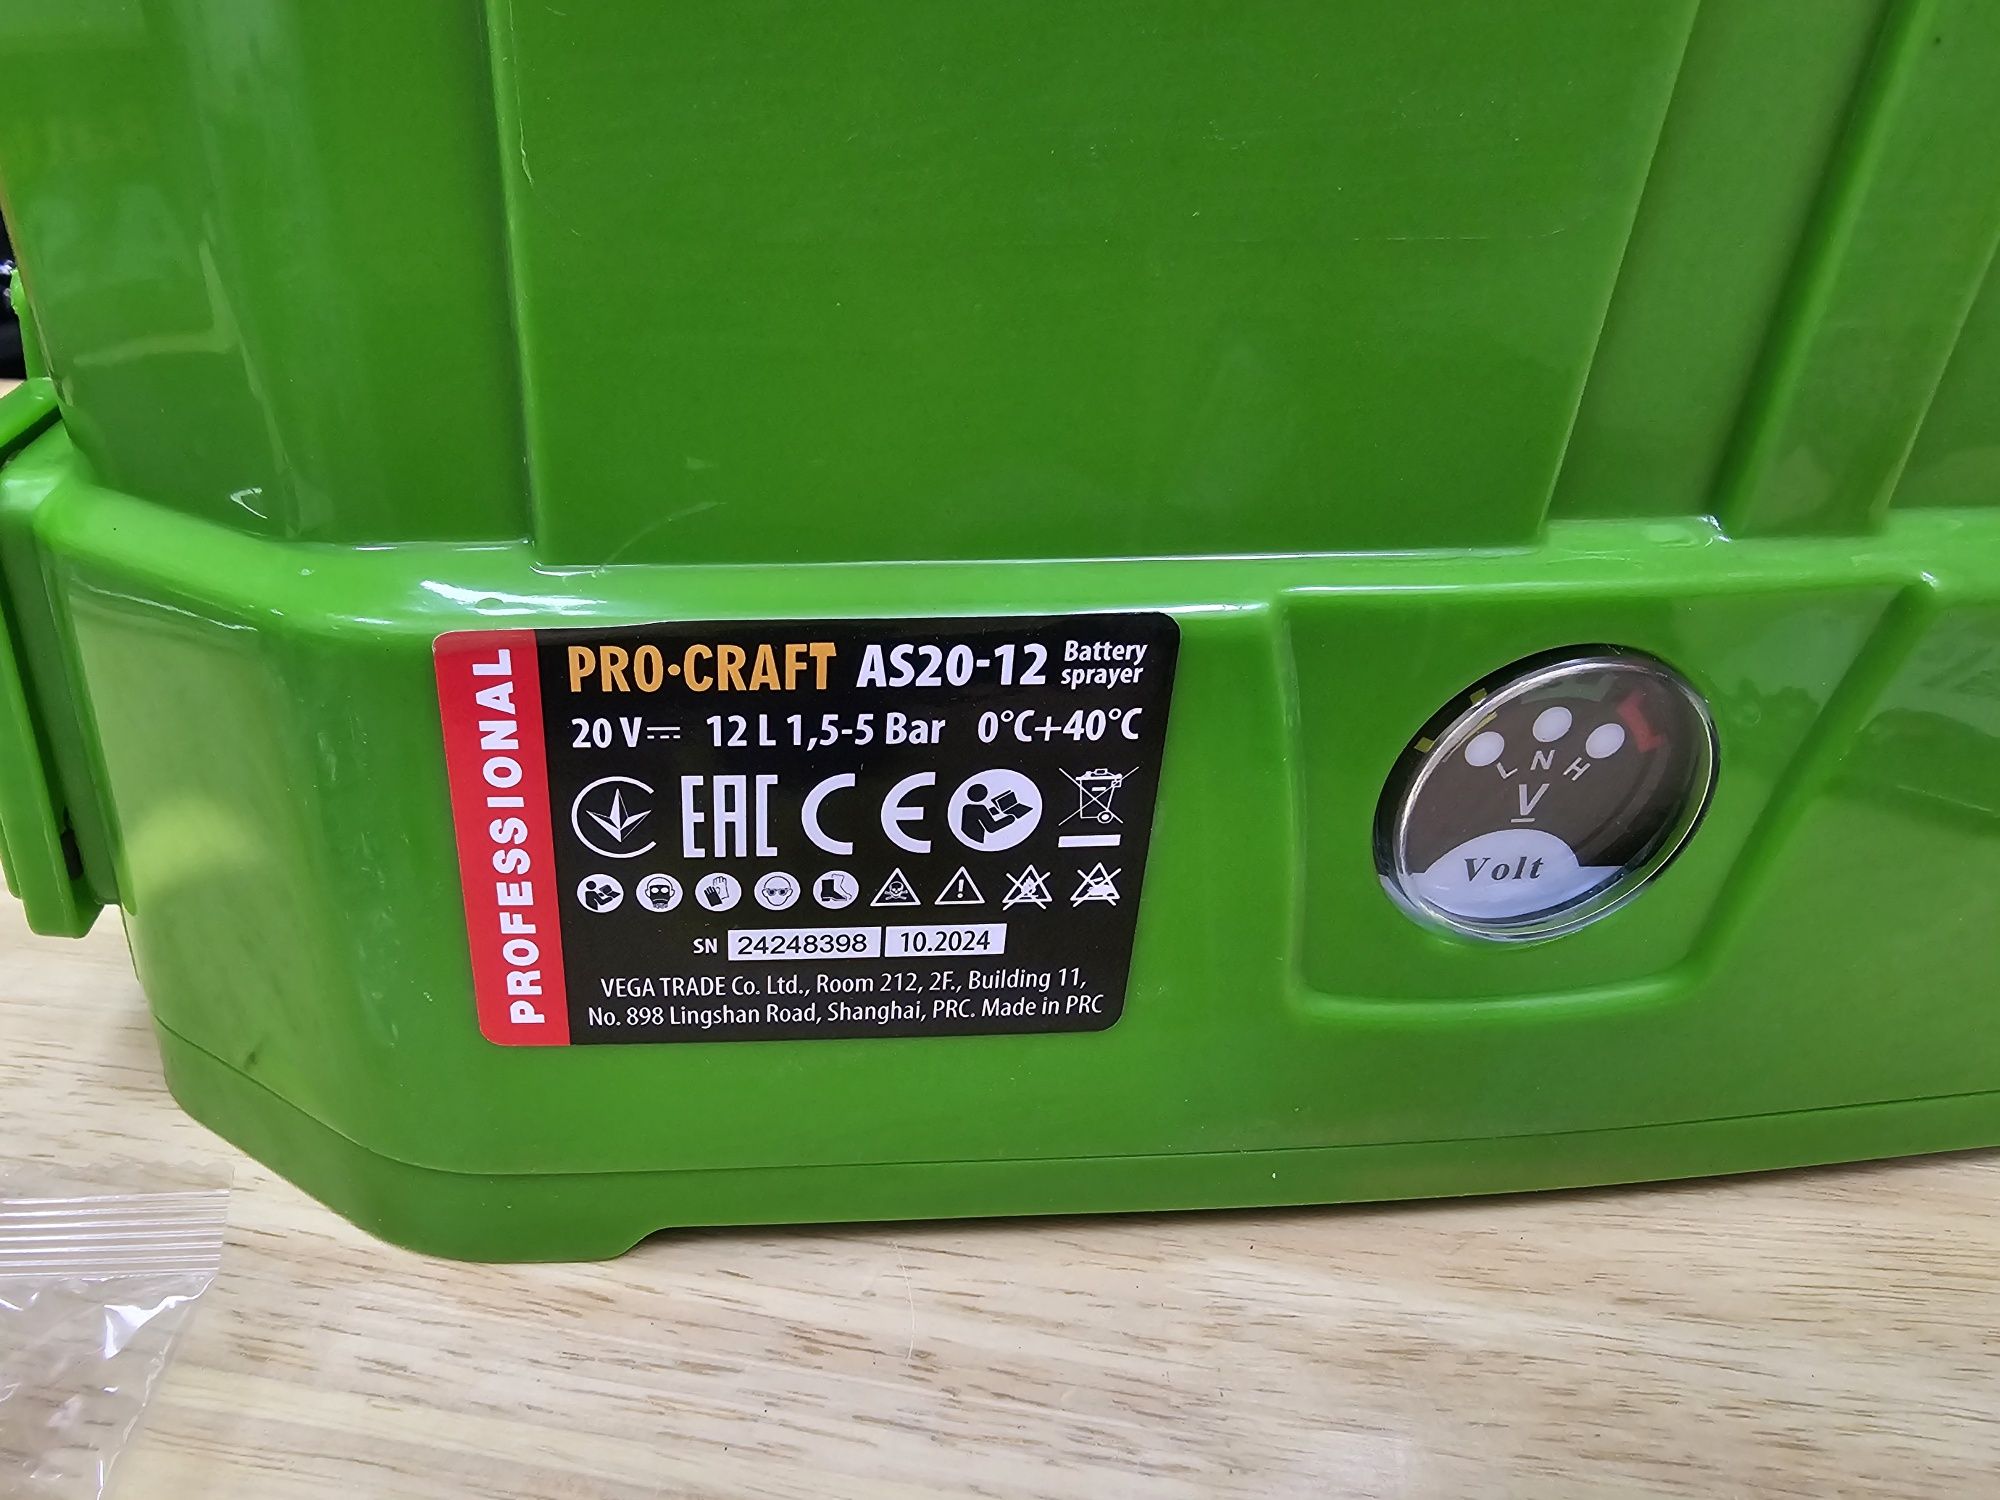 PROFESSIONAL
PRO·CRAFT AS20-12 Battery sprayer
20 V⎓ 12 L 1,5-5 Bar 0°C+40°C
EAC CE
SN 24248398 10.2024
VEGA TRADE Co. Ltd., Room 212, 2F., Building 11,
No. 898 Lingshan Road, Shanghai, PRC. Made in PRC
L N H
V
Volt